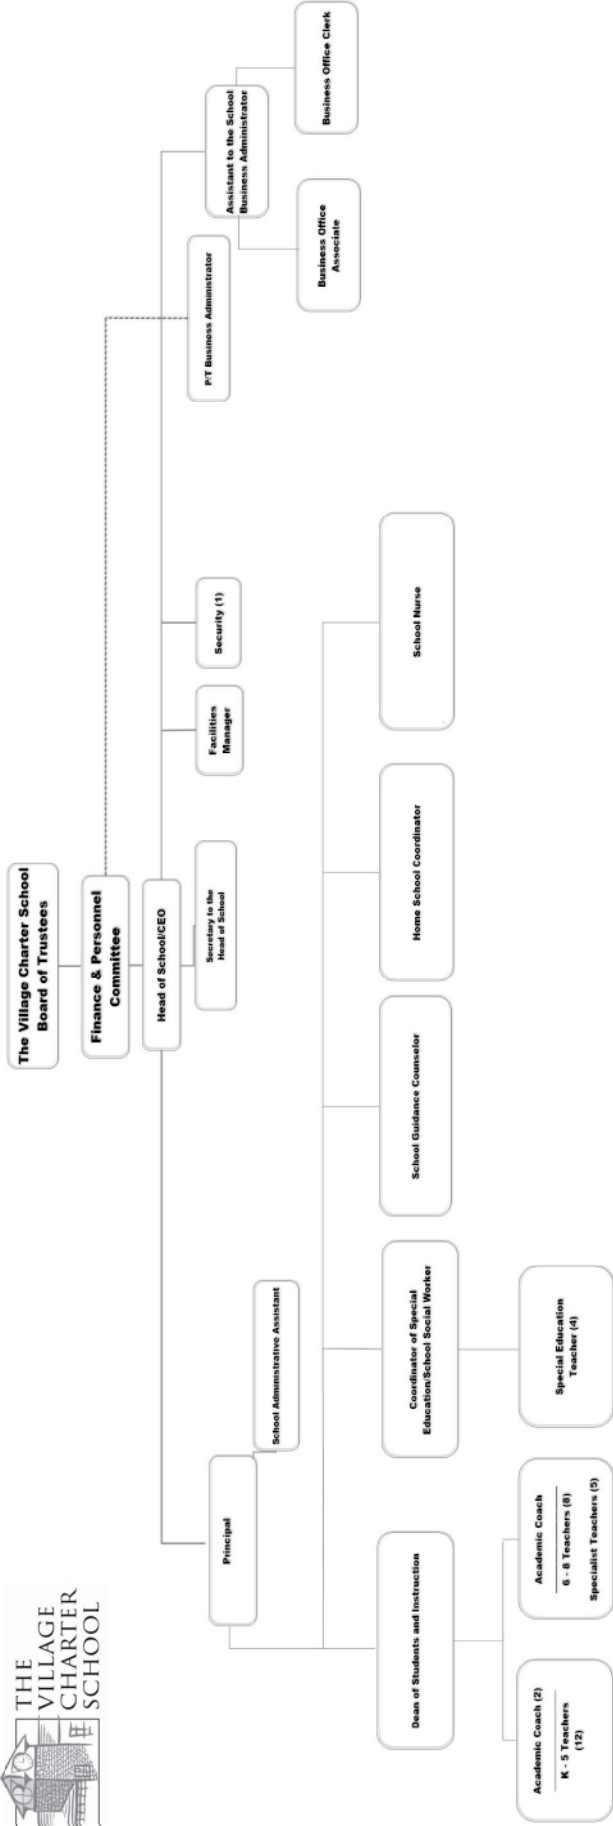 THE
VILLAGE
CHARTER
SCHOOL
The Village Charter School
Board of Trustees
Finance & Personnel
Committee
Head of School/CEO
Secretary to the
Head of School
Principal
School Administrative Assistant
Facilities
Manager
Security (1)
P/T Business Administrator
Assistant to the School
Business Administrator
Business Office
Associate
Business Office Clerk
Dean of Students and Instruction
Coordinator of Special
Education/School Social Worker
School Guidance Counselor
Home School Coordinator
School Nurse
Academic Coach (2)
K - 5 Teachers
(12)
Academic Coach
6 - 8 Teachers (8)
Specialist Teachers (5)
Special Education
Teacher (4)